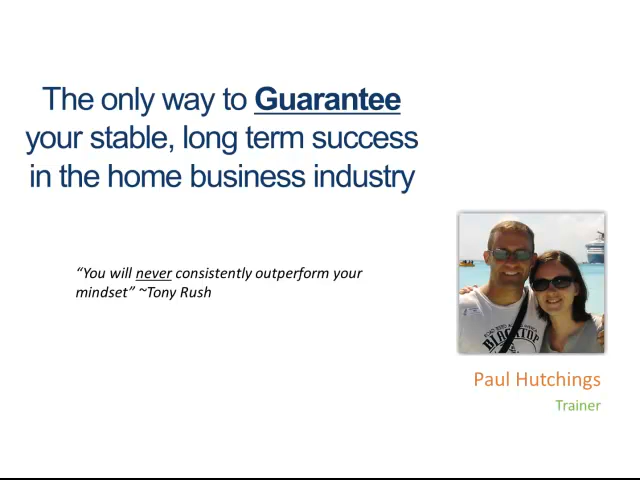 The only way to Guarantee
your stable, long term success
in the home business industry
“You will never consistently outperform your
mindset” ~Tony Rush
BLACKTOP
Paul Hutchings
Trainer